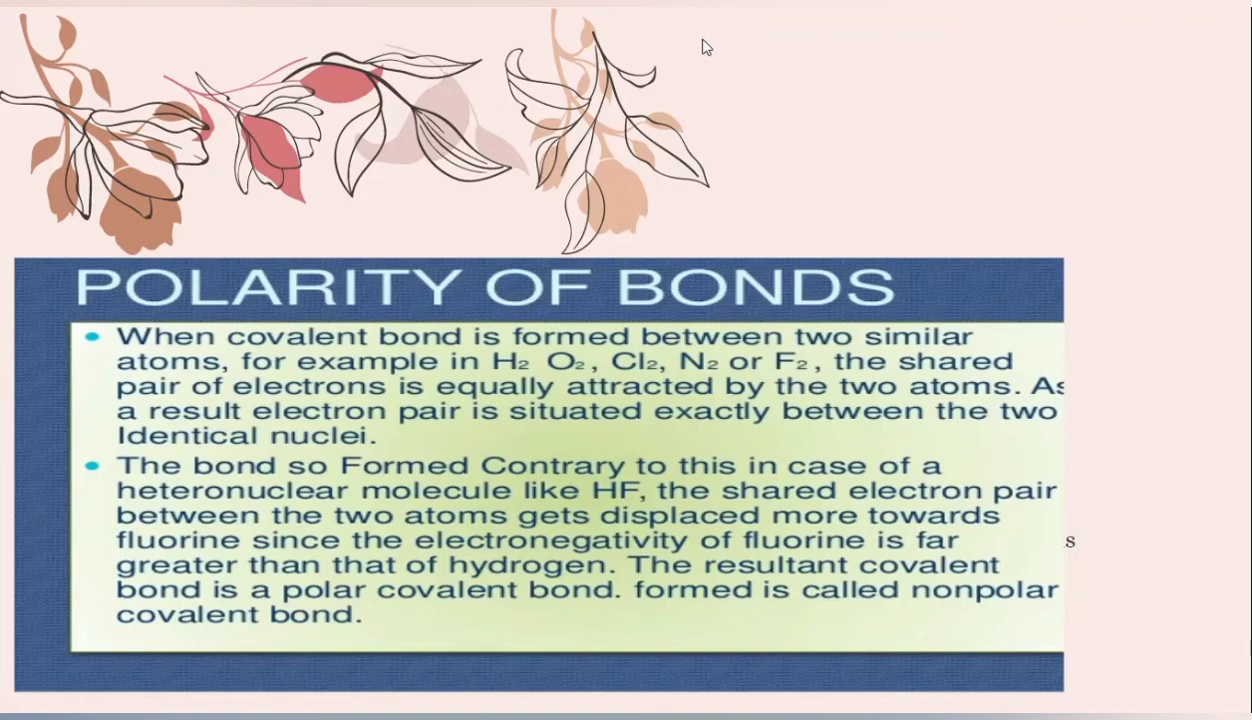 POLARITY OF BONDS
• When covalent bond is formed between two similar
atoms, for example in H₂ O₂, Cl₂, N₂ or F₂, the shared
pair of electrons is equally attracted by the two atoms. As
a result electron pair is situated exactly between the two
Identical nuclei.
• The bond so Formed Contrary to this in case of a
heteronuclear molecule like HF, the shared electron pair
between the two atoms gets displaced more towards
fluorine since the electronegativity of fluorine is far
s
greater than that of hydrogen. The resultant covalent
bond is a polar covalent bond. formed is called nonpolar
covalent bond.